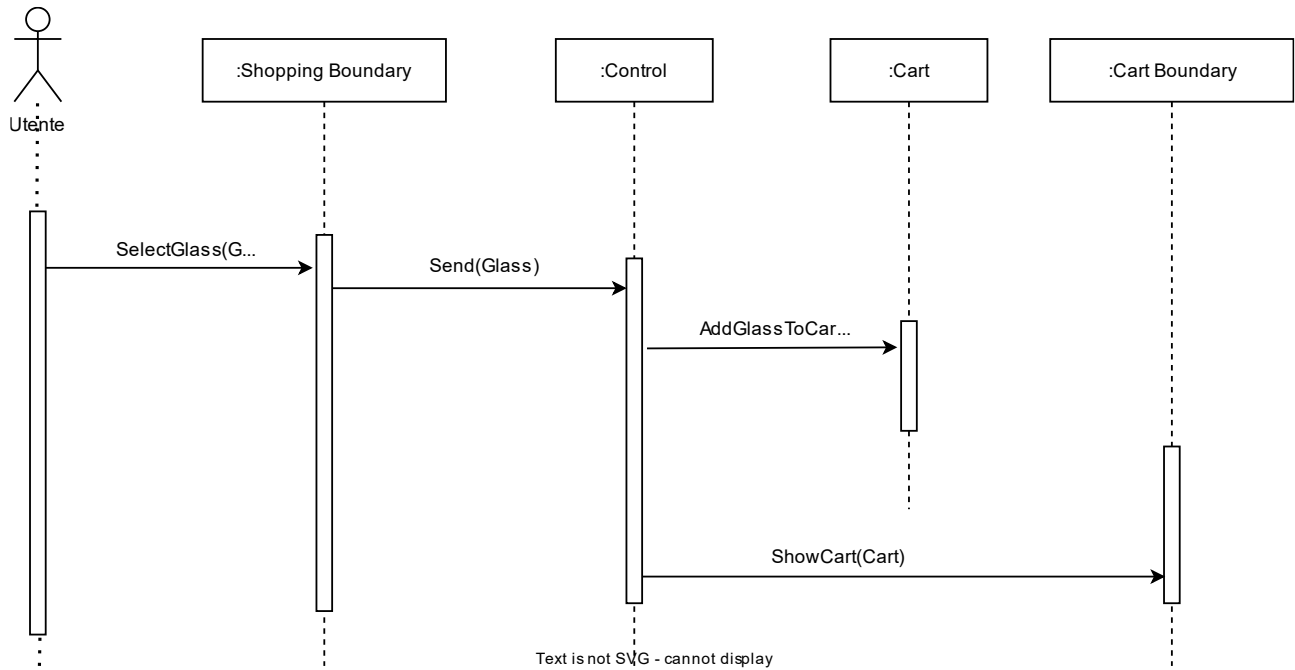 :Shopping Boundary
:Control
:Cart
:Cart Boundary
Utente
SelectGlass(G...
Send(Glass)
AddGlassToCar...
ShowCart(Cart)
Text is not SVG - cannot display